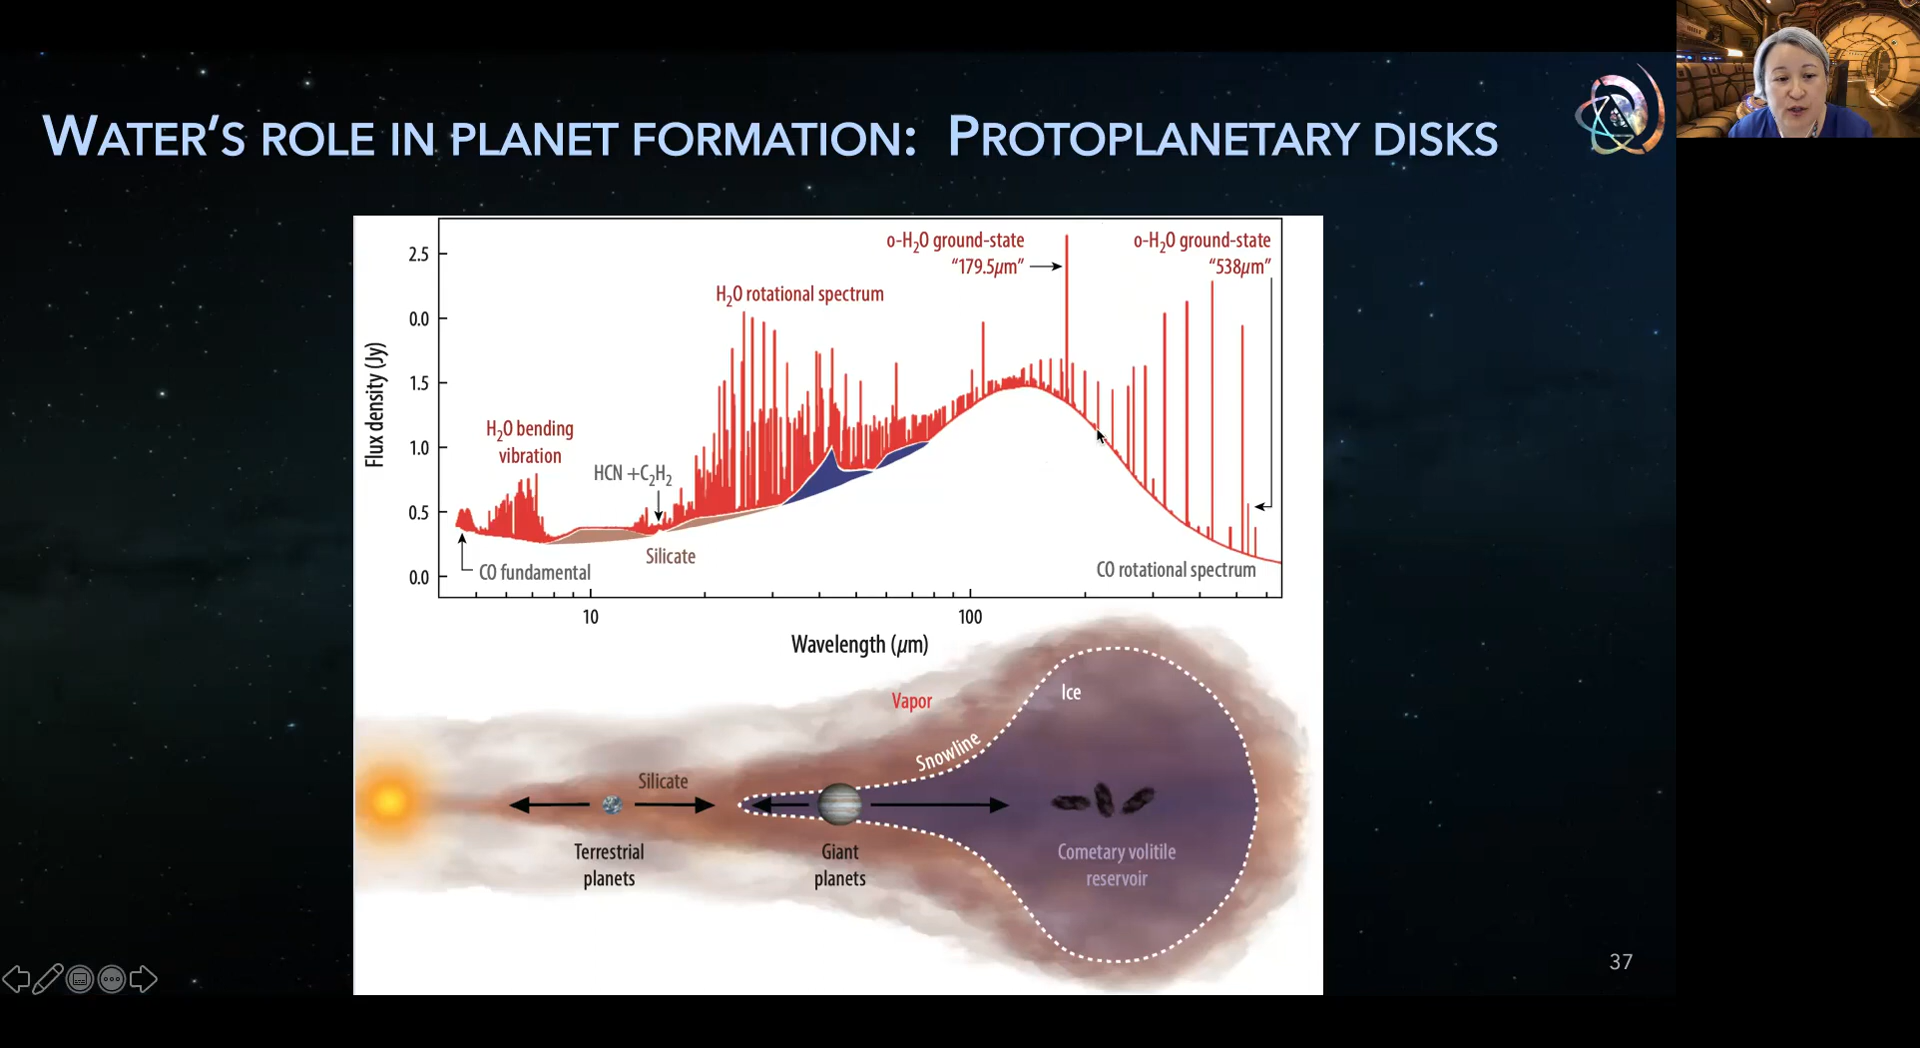 WATER'S ROLE IN PLANET FORMATION: PROTOPLANETARY DISKS
o-H2O ground-state
"179.5μm"
o-H2O ground-state
"538μm"
H2O rotational spectrum
H2O bending
vibration
HCN +C2H2
Silicate
CO fundamental
CO rotational spectrum
Flux density (Jy)
2.5
0.0
1.5
1.0
0.5
0.0
10
100
Wavelength (μm)
Vapor
Ice
Snowline
Silicate
Terrestrial
planets
Giant
planets
Cometary volitile
reservoir
37